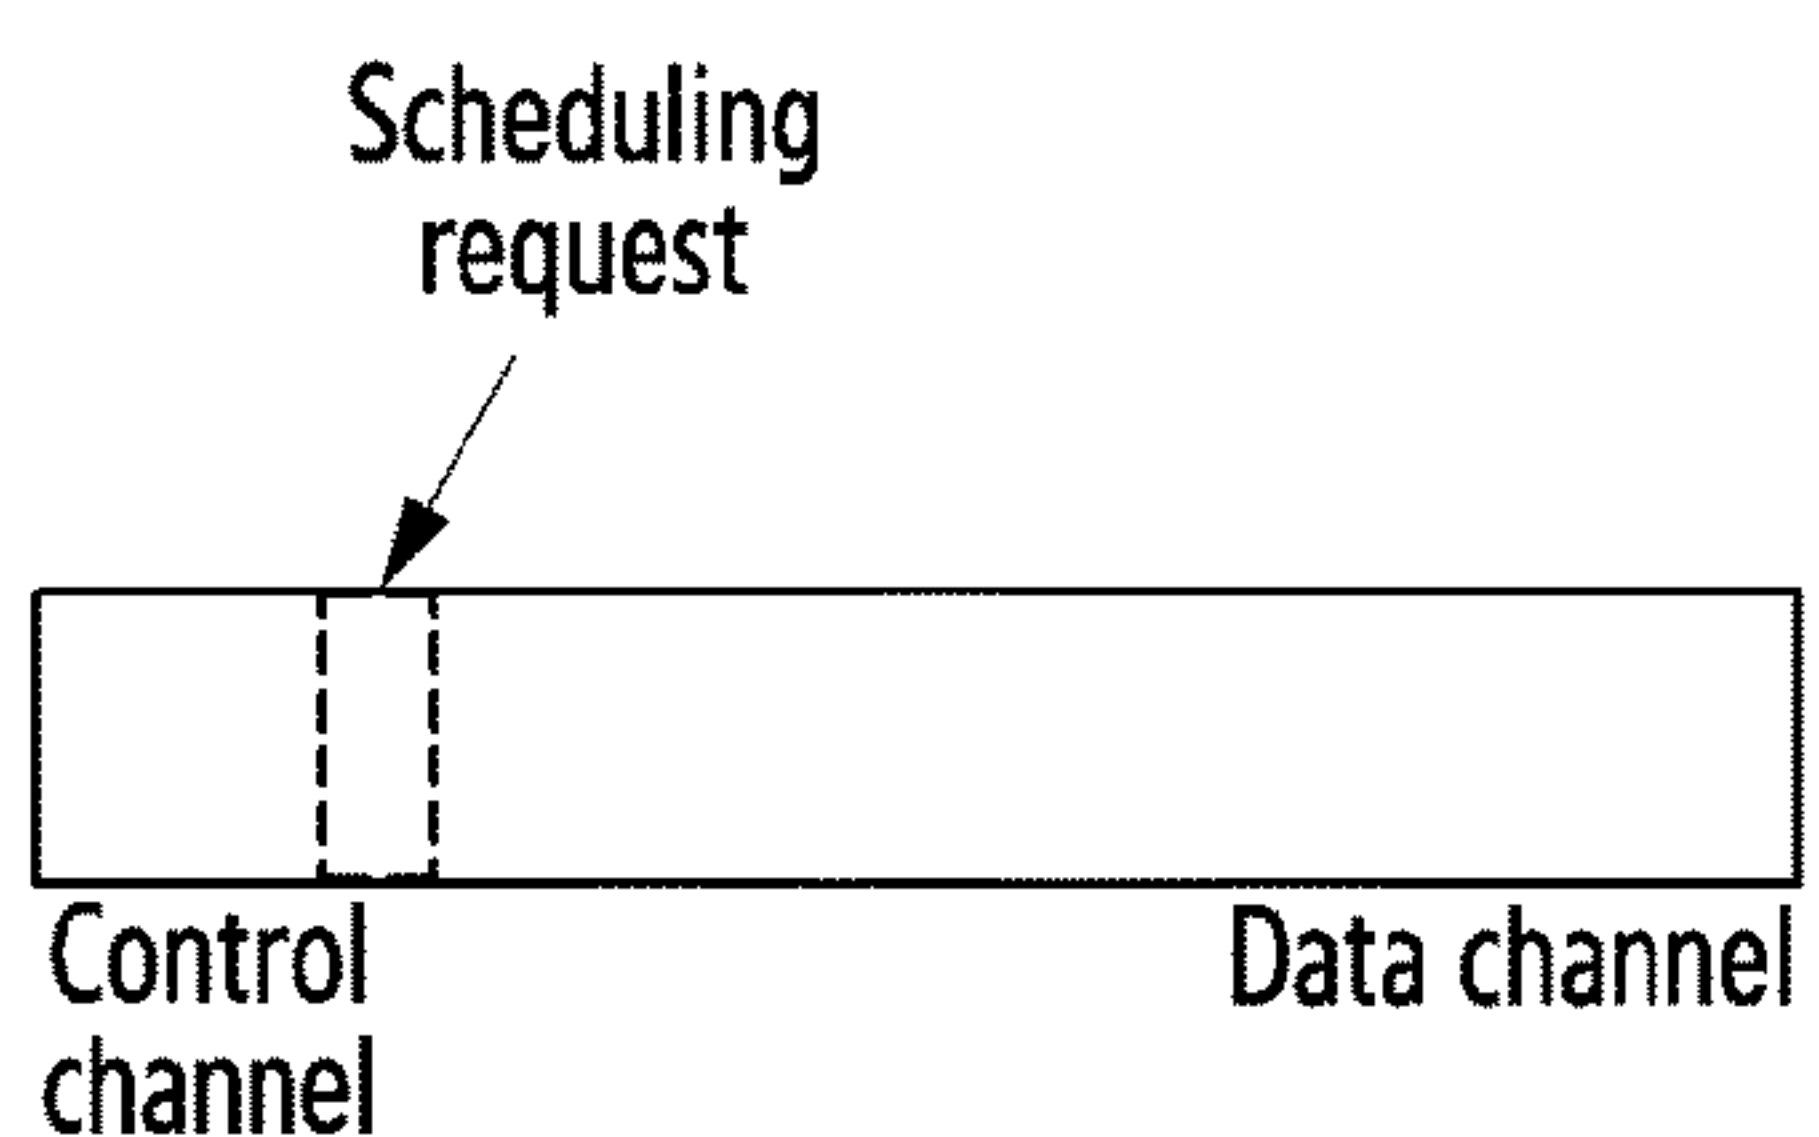 Scheduling
request
Control
channel
Data channel